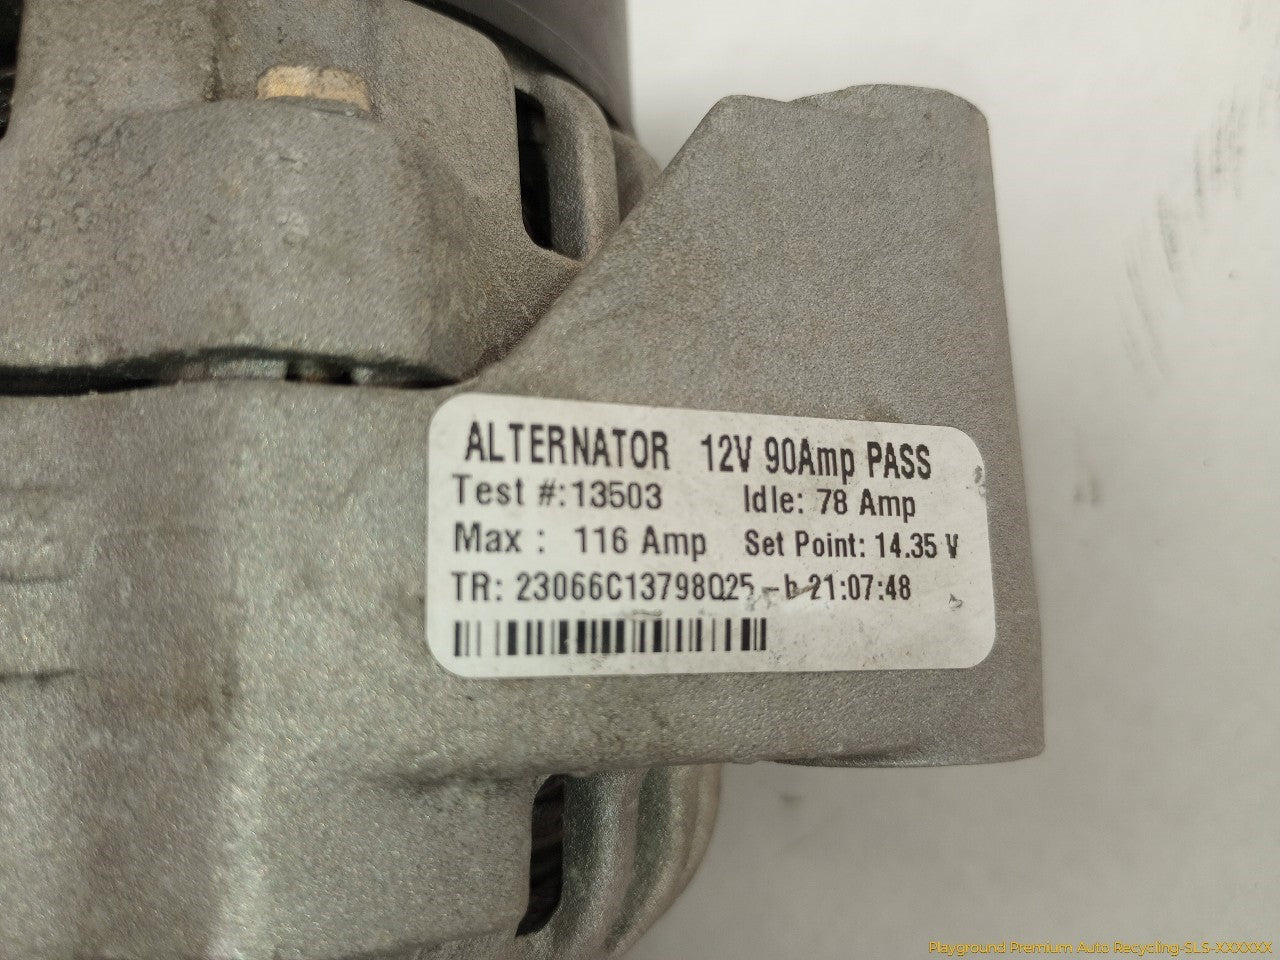 ALTERNATOR 12V 90Amp PASS
Test #:13503 Idle: 78 Amp
Max : 116 Amp Set Point: 14.35 V
TR: 23066C13798Q25-b 21:07:48
Playground Premium Auto Recycling-SLS-XXXXXX